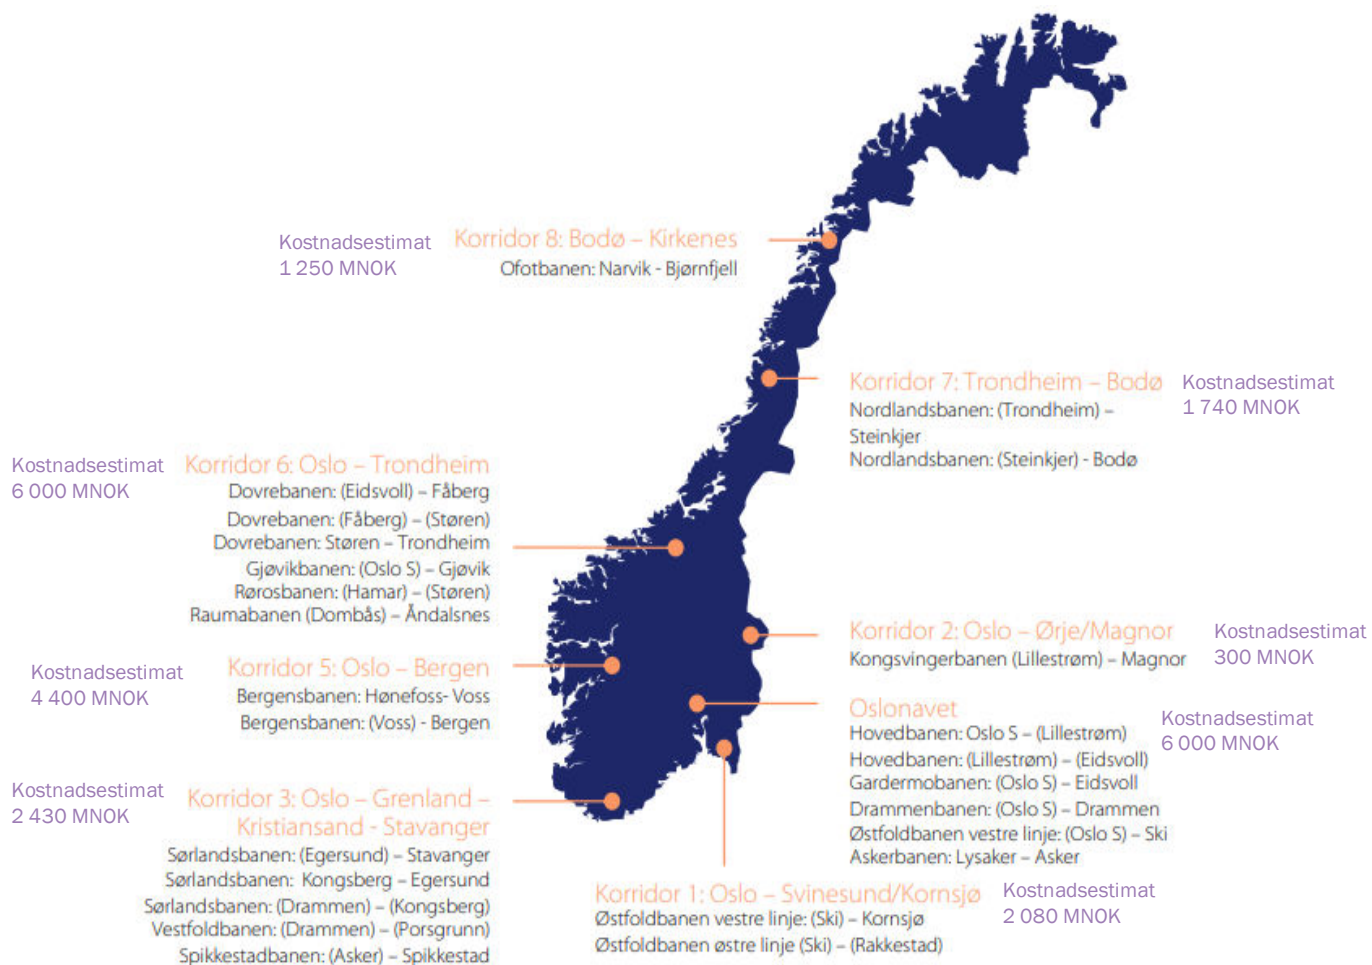 Kostnadsestimat
1 250 MNOK
Korridor 8: Bodø – Kirkenes
Ofotbanen: Narvik - Bjørnfjell
Korridor 7: Trondheim – Bodø
Nordlandsbanen: (Trondheim) –
Steinkjer
Nordlandsbanen: (Steinkjer) - Bodø
Kostnadsestimat
1 740 MNOK
Kostnadsestimat
6 000 MNOK
Korridor 6: Oslo – Trondheim
Dovrebanen: (Eidsvoll) – Fåberg
Dovrebanen: (Fåberg) – (Støren)
Dovrebanen: Støren – Trondheim
Gjøvikbanen: (Oslo S) – Gjøvik
Rørosbanen: (Hamar) – (Støren)
Raumabanen (Dombås) – Åndalsnes
Korridor 2: Oslo – Ørje/Magnor
Kongsvingerbanen (Lillestrøm) – Magnor
Kostnadsestimat
300 MNOK
Kostnadsestimat
4 400 MNOK
Korridor 5: Oslo – Bergen
Bergensbanen: Hønefoss- Voss
Bergensbanen: (Voss) - Bergen
Oslonavet
Hovedbanen: Oslo S – (Lillestrøm)
Hovedbanen: (Lillestrøm) – (Eidsvoll)
Gardermobanen: (Oslo S) – Eidsvoll
Drammenbanen: (Oslo S) – Drammen
Østfoldbanen vestre linje: (Oslo S) – Ski
Askerbanen: Lysaker – Asker
Kostnadsestimat
6 000 MNOK
Kostnadsestimat
2 430 MNOK
Korridor 3: Oslo – Grenland –
Kristiansand - Stavanger
Sørlandsbanen: (Egersund) – Stavanger
Sørlandsbanen: Kongsberg – Egersund
Sørlandsbanen: (Drammen) – (Kongsberg)
Vestfoldbanen: (Drammen) – (Porsgrunn)
Spikkestadbanen: (Asker) – Spikkestad
Korridor 1: Oslo – Svinesund/Kornsjø
Østfoldbanen vestre linje: (Ski) – Kornsjø
Østfoldbanen østre linje (Ski) – (Rakkestad)
Kostnadsestimat
2 080 MNOK